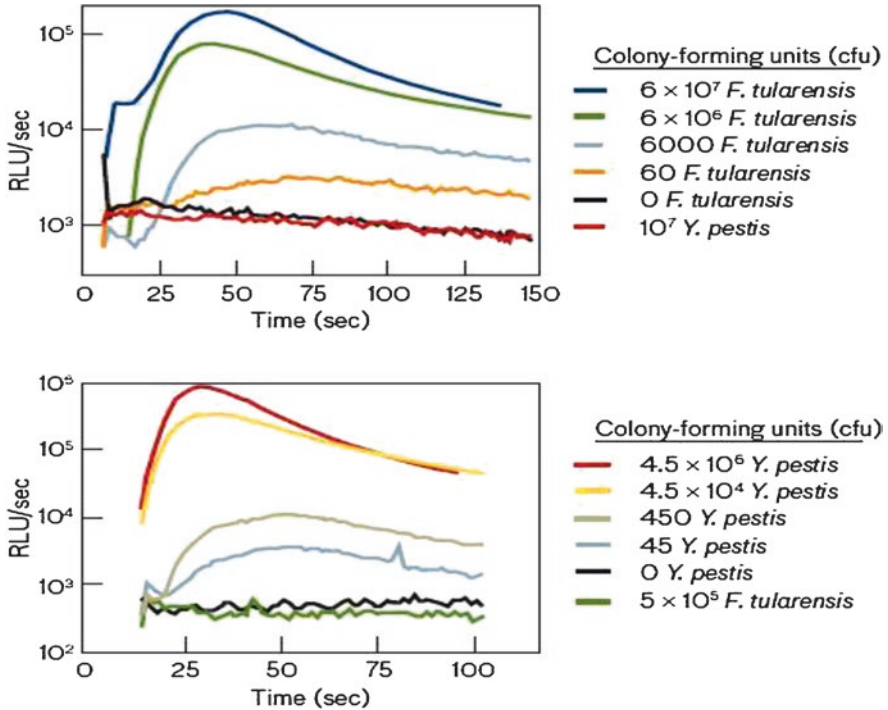 10⁵
10⁴
10³
RLU/sec
0 25 50 75 100 125 150
Time (sec)
Colony-forming units (cfu)
6 × 10⁷ F. tularensis
6 × 10⁶ F. tularensis
6000 F. tularensis
60 F. tularensis
0 F. tularensis
10⁷ Y. pestis
10⁶
10⁵
10⁴
10³
10²
RLU/sec
0 25 50 75 100
Time (sec)
Colony-forming units (cfu)
4.5 × 10⁶ Y. pestis
4.5 × 10⁴ Y. pestis
450 Y. pestis
45 Y. pestis
0 Y. pestis
5 × 10⁵ F. tularensis